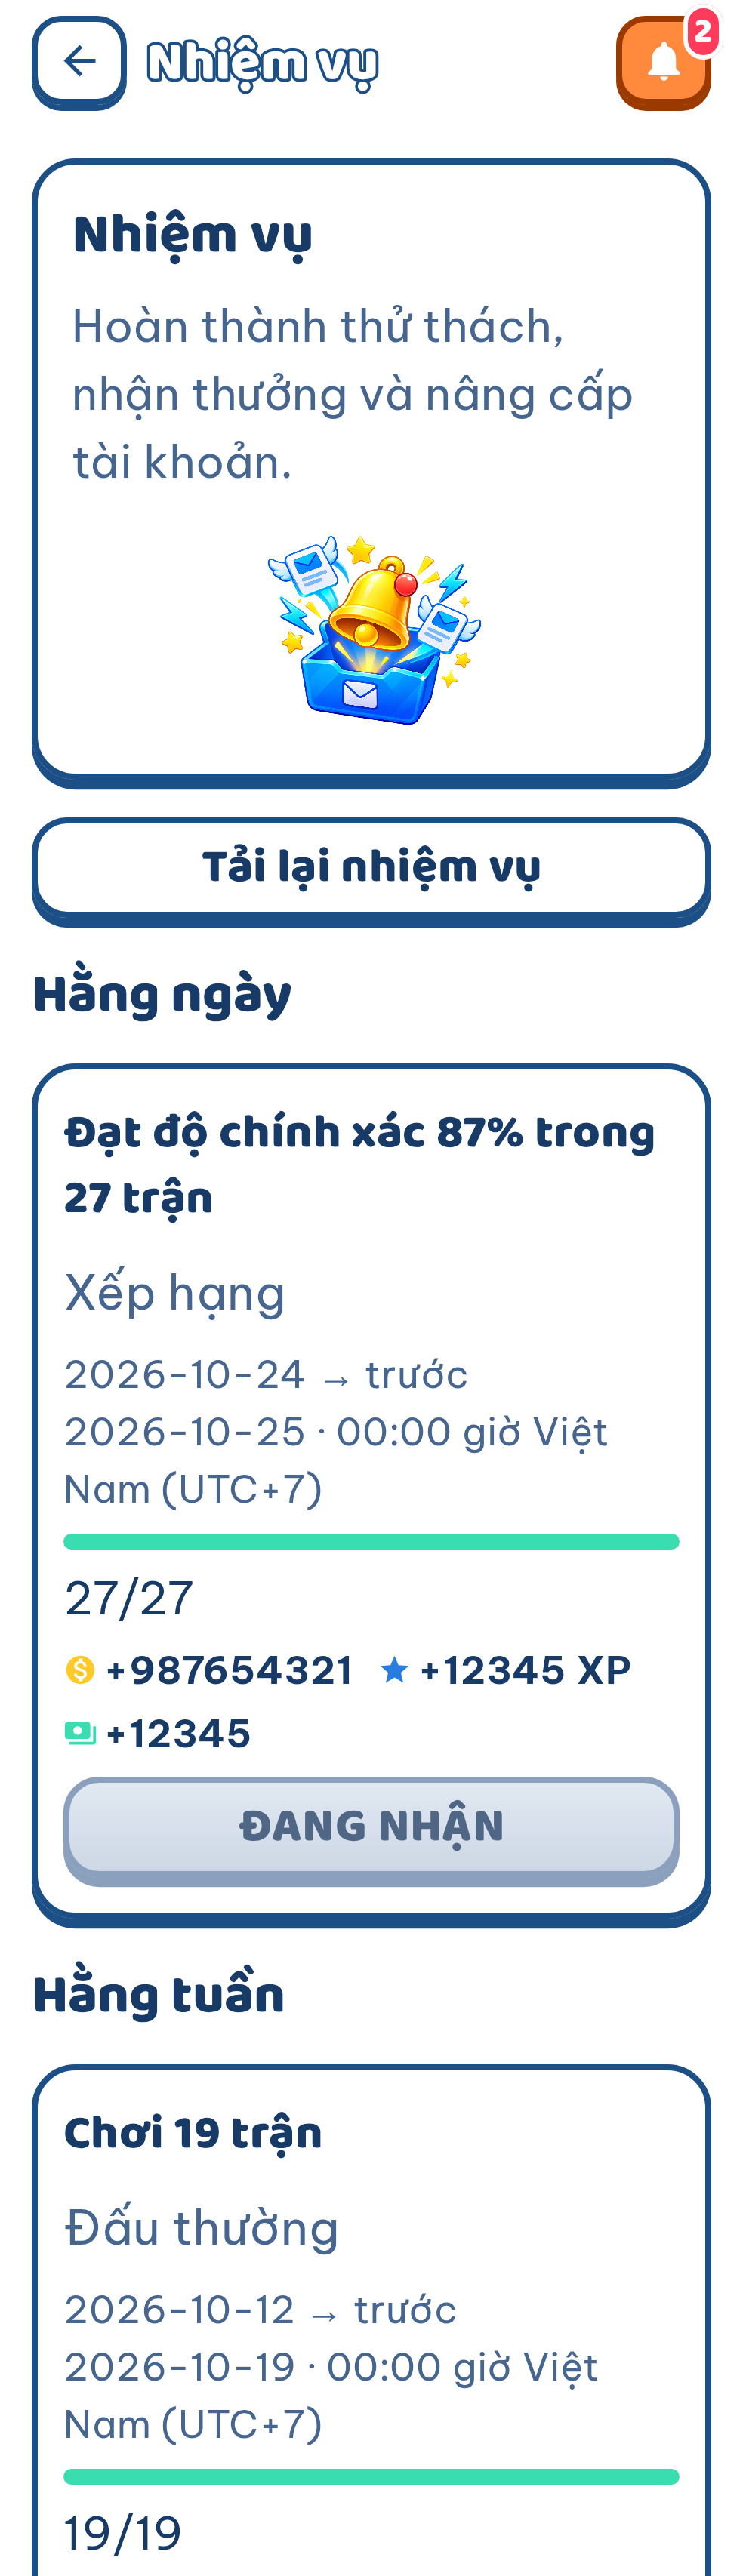 Nhiệm vụ
2
Nhiệm vụ
Hoàn thành thử thách,
nhận thưởng và nâng cấp
tài khoản.
Tải lại nhiệm vụ
Hằng ngày
Đạt độ chính xác 87% trong
27 trận
Xếp hạng
2026-10-24 → trước
2026-10-25 · 00:00 giờ Việt
Nam (UTC+7)
27/27
+987654321 +12345 XP
+12345
ĐANG NHẬN
Hằng tuần
Chơi 19 trận
Đấu thường
2026-10-12 → trước
2026-10-19 · 00:00 giờ Việt
Nam (UTC+7)
19/19